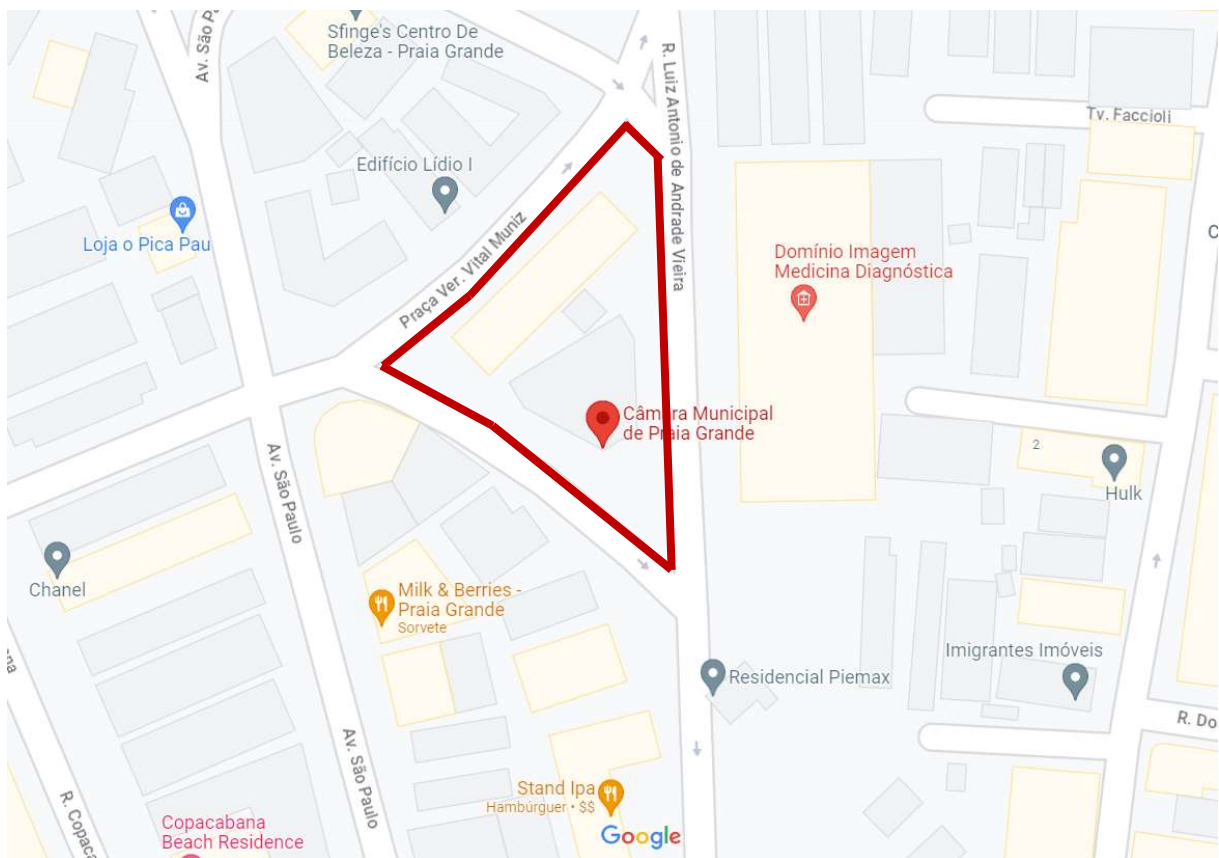 Sfinge's Centro De
Beleza - Praia Grande
Av. São
R. Luiz Antonio de Andrade Vieira
Tv. Faccioli
Edifício Lídio I
Loja o Pica Pau
Praça Ver. Vital Muniz
Domínio Imagem
Medicina Diagnóstica
Câmara Municipal
de Praia Grande
2
Hulk
Av. São Paulo
Chanel
Milk & Berries -
Praia Grande
Sorvete
Imigrantes Imóveis
Residencial Piemax
R. Do
Av. São Paulo
Stand Ipa
Hambúrguer • $$
R. Copaca
Copacabana
Beach Residence
Google